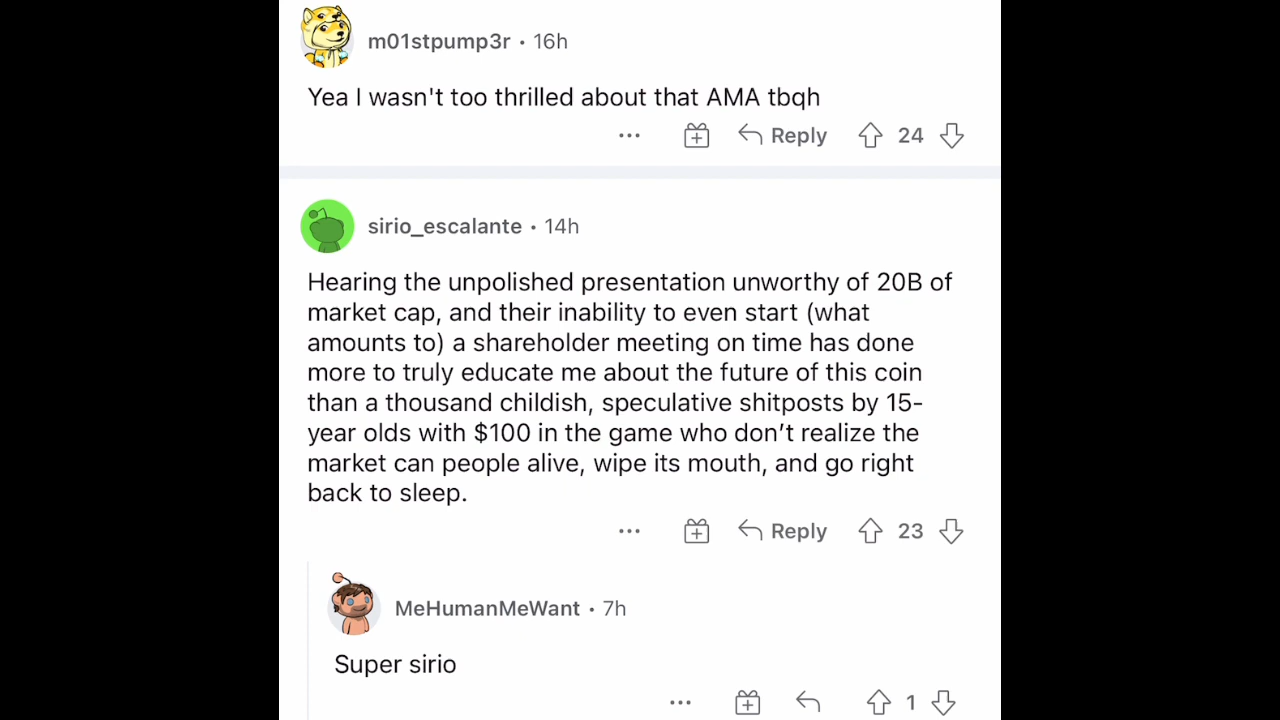 m01stpump3r · 16h
Yea I wasn't too thrilled about that AMA tbqh
Reply 24
sirio_escalante · 14h
Hearing the unpolished presentation unworthy of 20B of
market cap, and their inability to even start (what
amounts to) a shareholder meeting on time has done
more to truly educate me about the future of this coin
than a thousand childish, speculative shitposts by 15-
year olds with $100 in the game who don’t realize the
market can people alive, wipe its mouth, and go right
back to sleep.
Reply 23
MeHumanMeWant · 7h
Super sirio
1